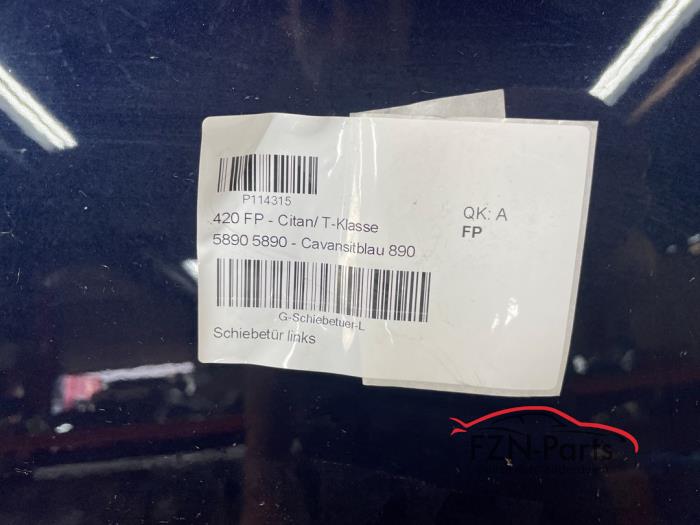 P114315
420 FP - Citan/ T-Klasse
5890 5890 - Cavansitblau 890
G-Schiebetuer-L
Schiebetür links
QK: A
FP
FZN-Parts